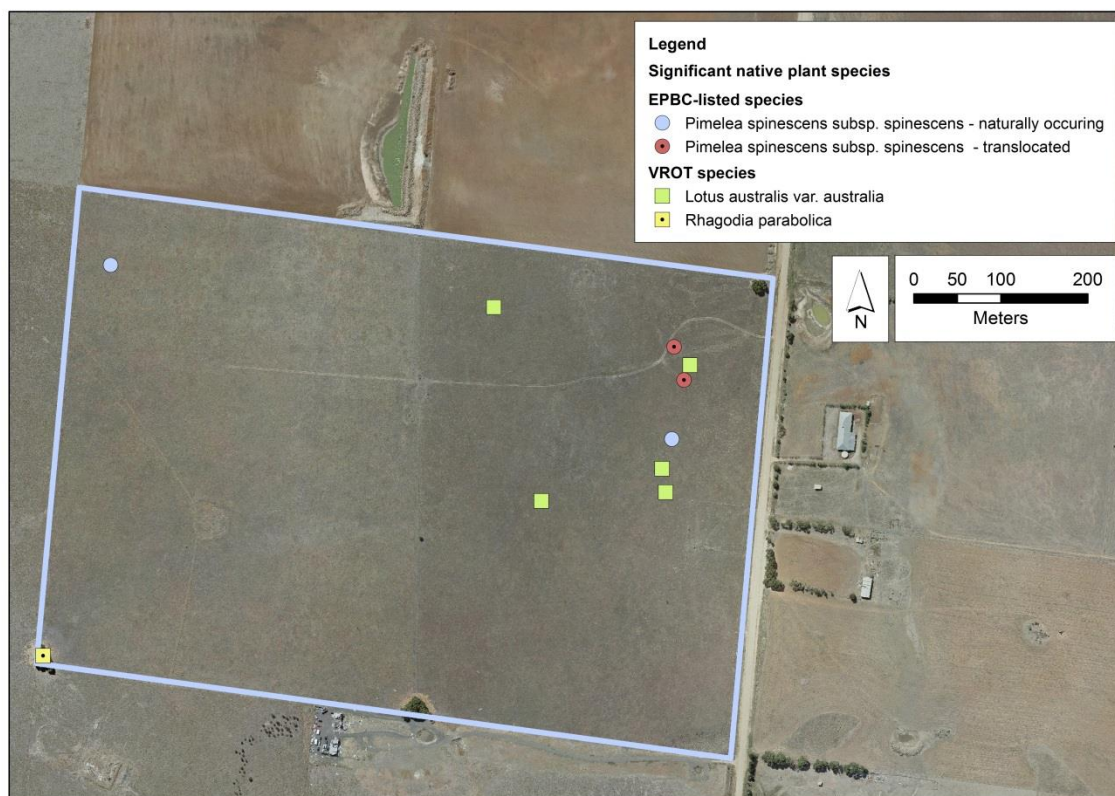 Legend
Significant native plant species
EPBC-listed species
Pimelea spinescens subsp. spinescens - naturally occuring
Pimelea spinescens subsp. spinescens - translocated
VROT species
Lotus australis var. australia
Rhagodia parabolica
N
0 50 100 200
Meters